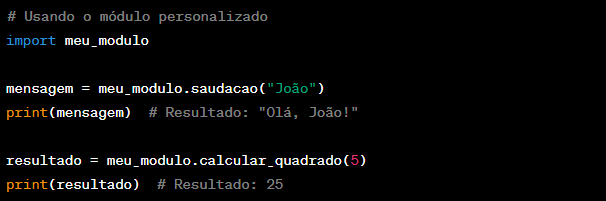 # Usando o módulo personalizado
import meu_modulo
mensagem = meu_modulo.saudacao("João")
print(mensagem)  # Resultado: "Olá, João!"
resultado = meu_modulo.calcular_quadrado(5)
print(resultado)  # Resultado: 25